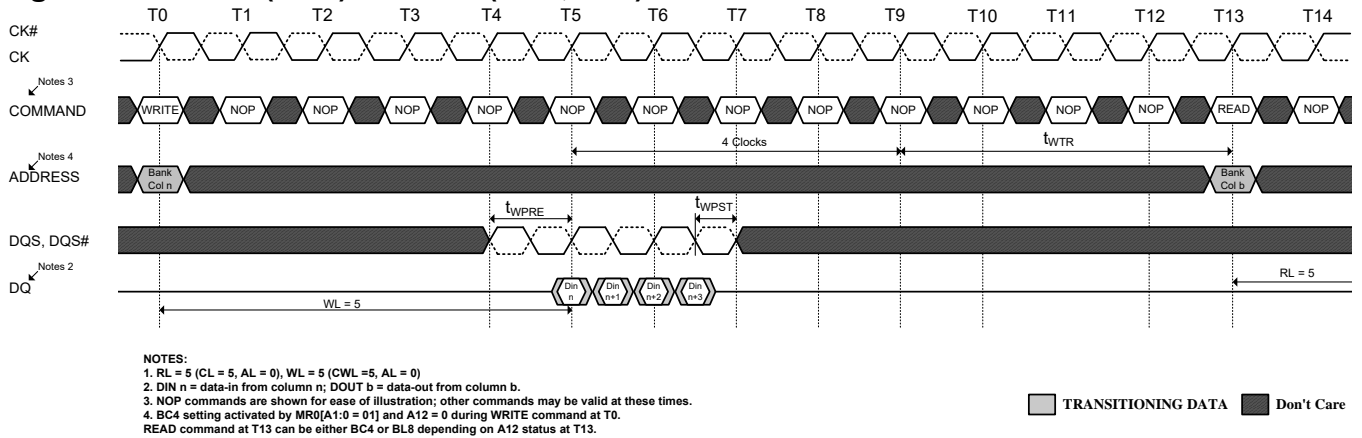 T0 T1 T2 T3 T4 T5 T6 T7 T8 T9 T10 T11 T12 T13 T14
CK#
CK
Notes 3
COMMAND WRITE NOP NOP NOP NOP NOP NOP NOP NOP NOP NOP NOP NOP READ NOP
4 Clocks tWTR
Notes 4
ADDRESS
Bank Bank
Col n Col b
tWPRE tWPST
DQS, DQS#
Notes 2
DQ
Din Din Din Din
n n+1 n+2 n+3
RL = 5
WL = 5
NOTES:
1. RL = 5 (CL = 5, AL = 0), WL = 5 (CWL =5, AL = 0)
2. DIN n = data-in from column n; DOUT b = data-out from column b.
3. NOP commands are shown for ease of illustration; other commands may be valid at these times.
4. BC4 setting activated by MR0[A1:0 = 01] and A12 = 0 during WRITE command at T0.
READ command at T13 can be either BC4 or BL8 depending on A12 status at T13.
TRANSITIONING DATA Don't Care